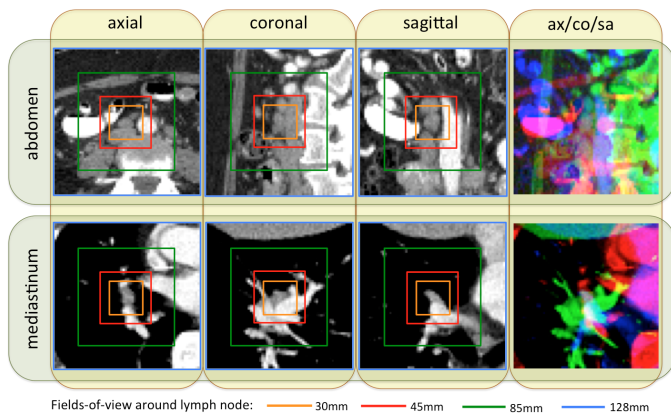 axial coronal sagittal ax/co/sa
abdomen
mediastinum
Fields-of-view around lymph node: 30mm 45mm 85mm 128mm